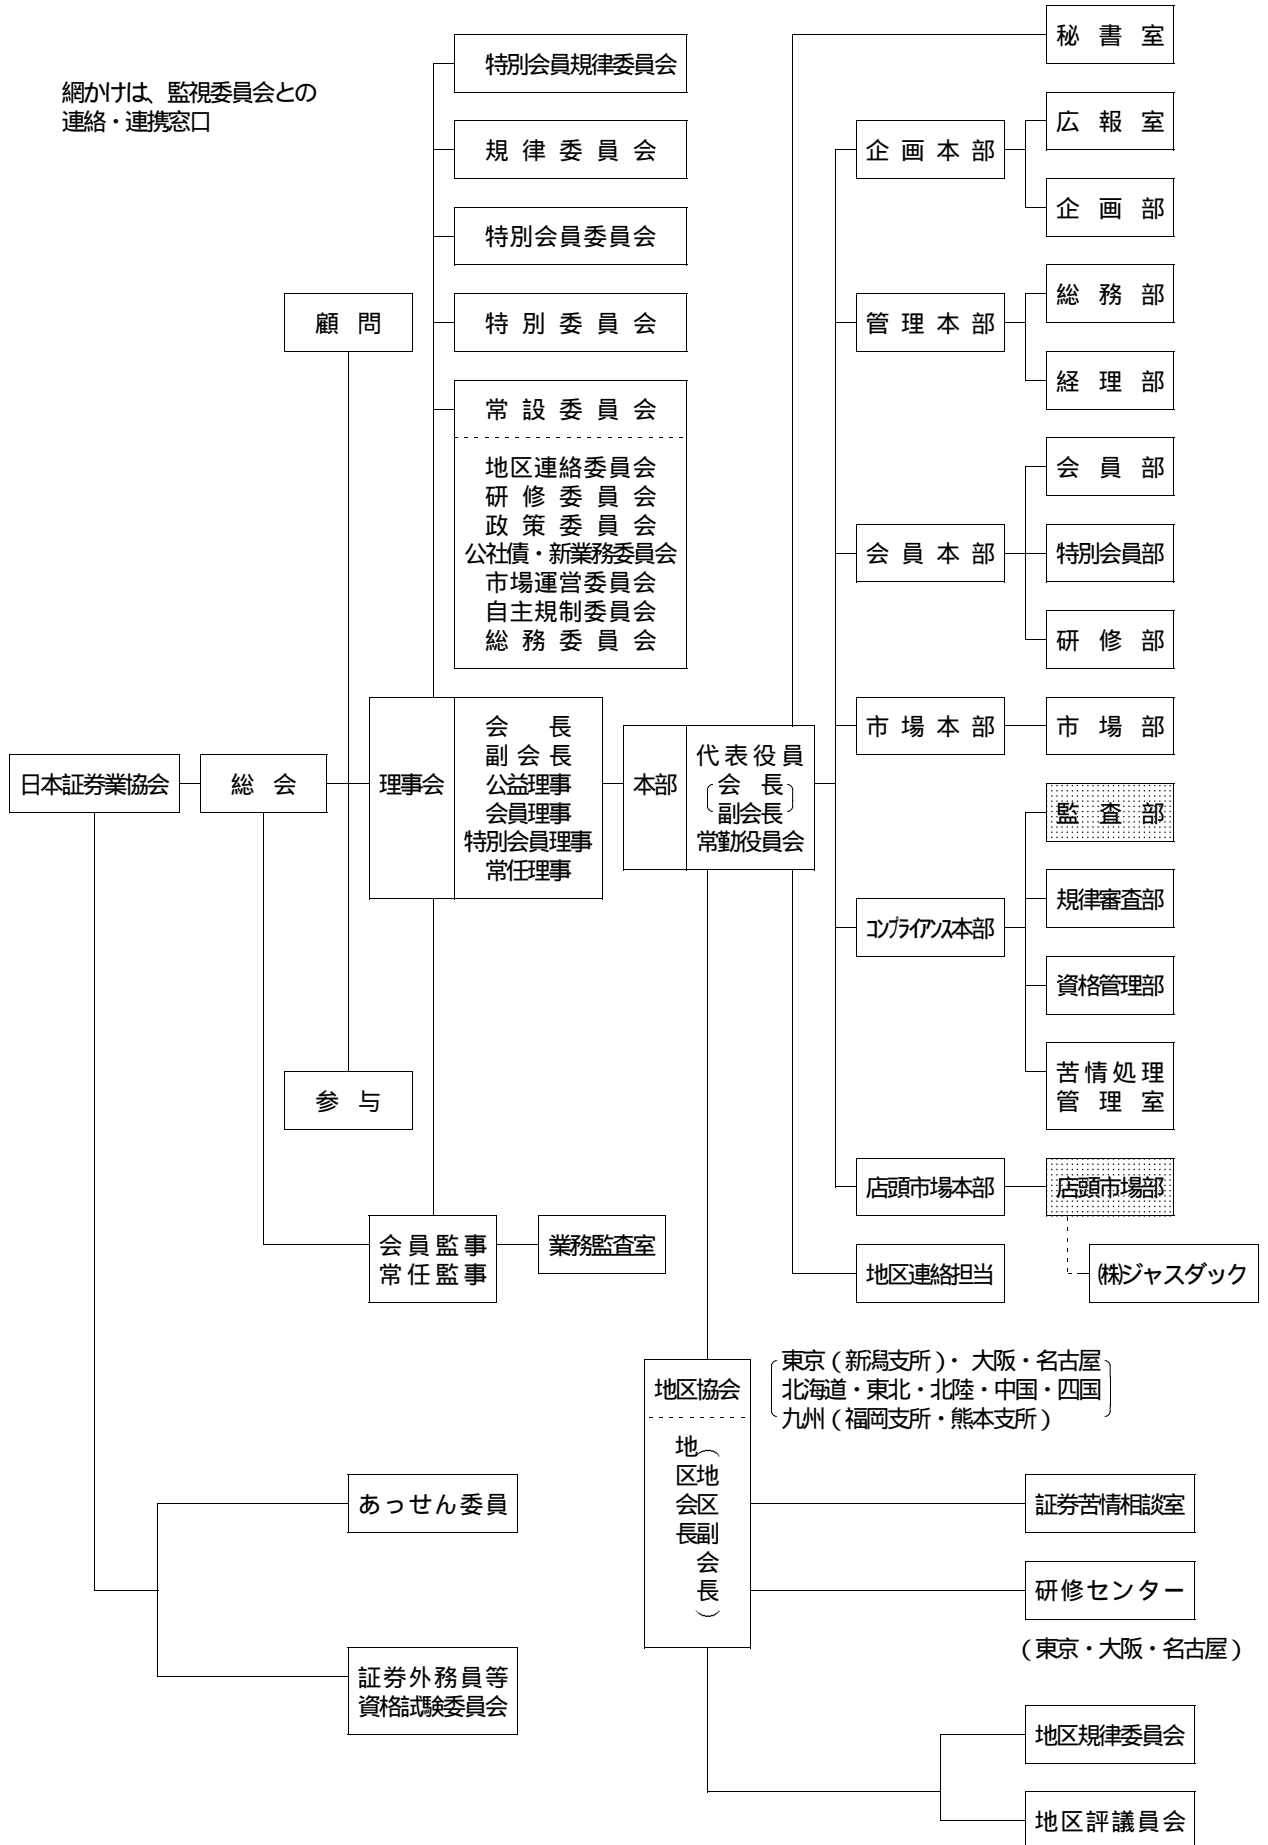 網かけは、監視委員会との
連絡・連携窓口
特別会員規律委員会
規律委員会
特別会員委員会
特別委員会
常設委員会
地区連絡委員会
研修委員会
政策委員会
公社債・新業務委員会
市場運営委員会
自主規制委員会
総務委員会
顧問
参与
日本証券業協会
総会
理事会
会長
副会長
公益理事
会員理事
特別会員理事
常任理事
本部
代表役員
会長
副会長
常勤役員会
会員監事
常任監事
業務監査室
秘書室
企画本部
広報室
企画部
管理本部
総務部
経理部
会員本部
会員部
特別会員部
研修部
市場本部
市場部
コンプライアンス本部
監査部
規律審査部
資格管理部
苦情処理
管理室
店頭市場本部
店頭市場部
㈱ジャスダック
地区連絡担当
地区協会
地区会長
(地区副会長)
東京(新潟支所)・大阪・名古屋
北海道・東北・北陸・中国・四国
九州(福岡支所・熊本支所)
あっせん委員
証券外務員等
資格試験委員会
証券苦情相談室
研修センター
(東京・大阪・名古屋)
地区規律委員会
地区評議員会